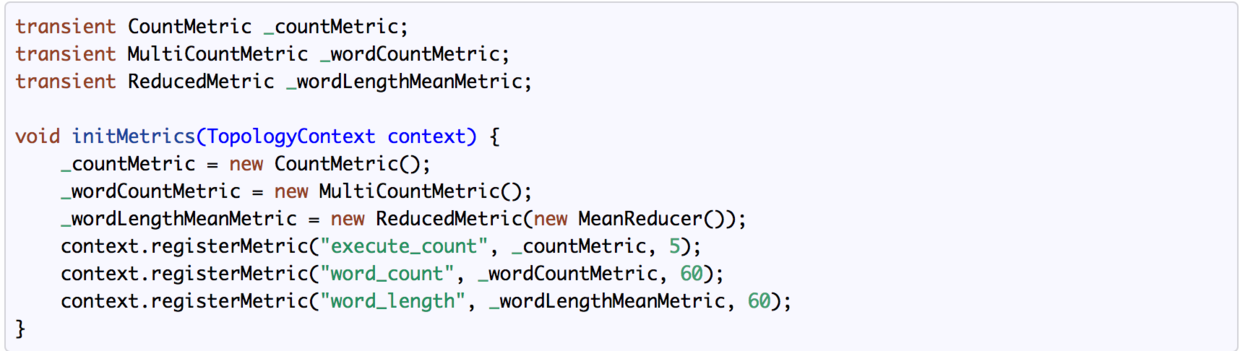 transient CountMetric _countMetric;
transient MultiCountMetric _wordCountMetric;
transient ReducedMetric _wordLengthMeanMetric;

void initMetrics(TopologyContext context) {
    _countMetric = new CountMetric();
    _wordCountMetric = new MultiCountMetric();
    _wordLengthMeanMetric = new ReducedMetric(new MeanReducer());
    context.registerMetric("execute_count", _countMetric, 5);
    context.registerMetric("word_count", _wordCountMetric, 60);
    context.registerMetric("word_length", _wordLengthMeanMetric, 60);
}